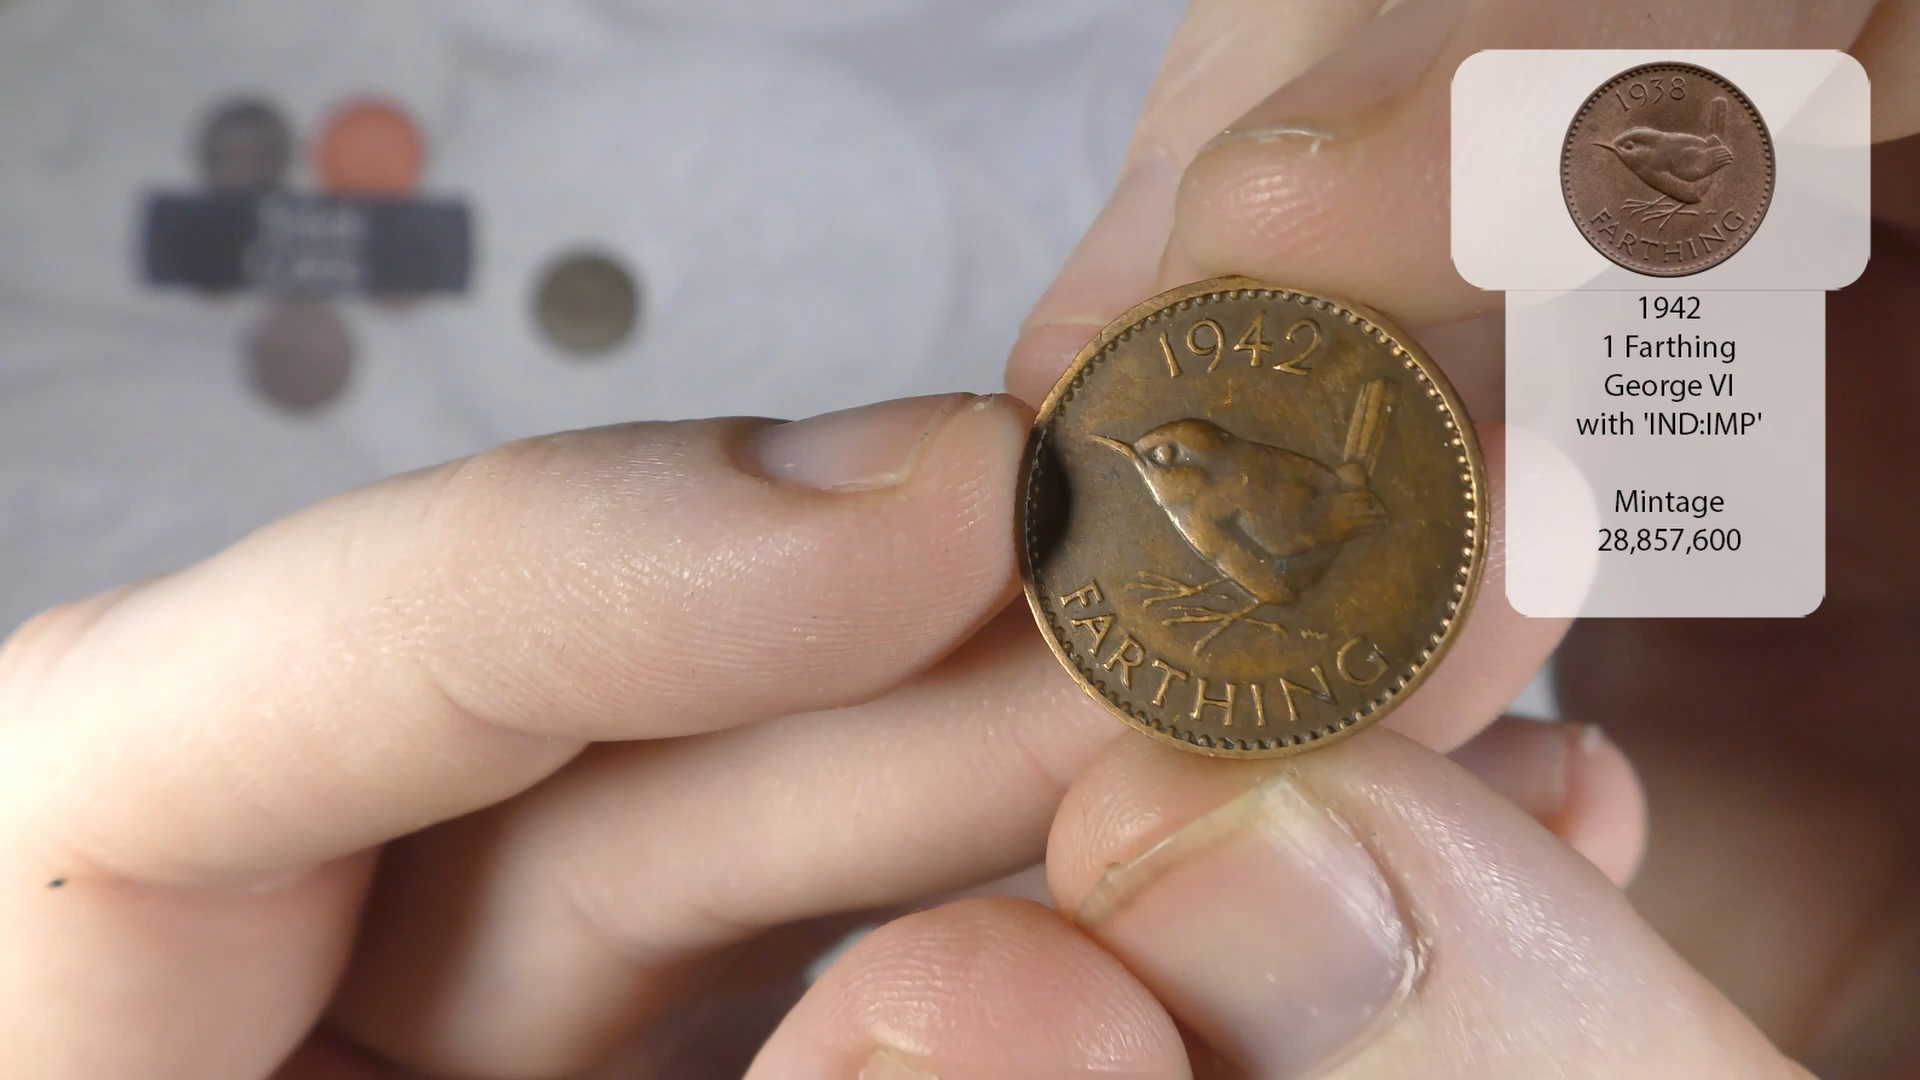 1942
FARTHING
1938
FARTHING
1942
1 Farthing
George VI
with 'IND:IMP'
Mintage
28,857,600